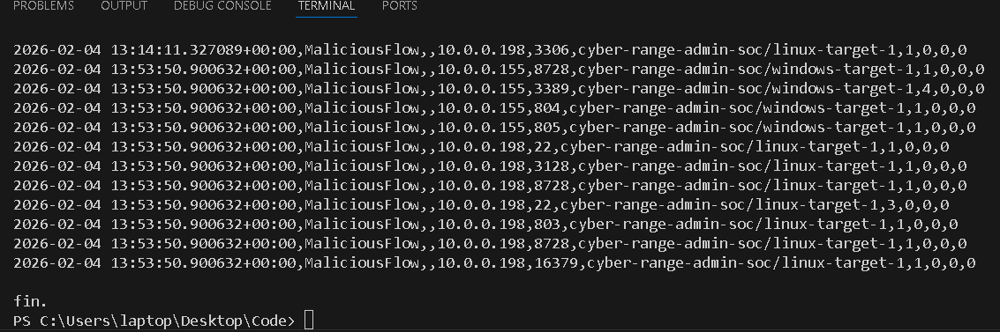 PROBLEMS OUTPUT DEBUG CONSOLE TERMINAL PORTS
2026-02-04 13:14:11.327089+00:00,MaliciousFlow,,10.0.0.198,3306,cyber-range-admin-soc/linux-target-1,1,0,0,0
2026-02-04 13:53:50.900632+00:00,MaliciousFlow,,10.0.0.155,8728,cyber-range-admin-soc/windows-target-1,1,0,0,0
2026-02-04 13:53:50.900632+00:00,MaliciousFlow,,10.0.0.155,3389,cyber-range-admin-soc/windows-target-1,4,0,0,0
2026-02-04 13:53:50.900632+00:00,MaliciousFlow,,10.0.0.155,804,cyber-range-admin-soc/windows-target-1,1,0,0,0
2026-02-04 13:53:50.900632+00:00,MaliciousFlow,,10.0.0.155,805,cyber-range-admin-soc/windows-target-1,1,0,0,0
2026-02-04 13:53:50.900632+00:00,MaliciousFlow,,10.0.0.198,22,cyber-range-admin-soc/linux-target-1,1,0,0,0
2026-02-04 13:53:50.900632+00:00,MaliciousFlow,,10.0.0.198,3128,cyber-range-admin-soc/linux-target-1,1,0,0,0
2026-02-04 13:53:50.900632+00:00,MaliciousFlow,,10.0.0.198,8728,cyber-range-admin-soc/linux-target-1,1,0,0,0
2026-02-04 13:53:50.900632+00:00,MaliciousFlow,,10.0.0.198,22,cyber-range-admin-soc/linux-target-1,3,0,0,0
2026-02-04 13:53:50.900632+00:00,MaliciousFlow,,10.0.0.198,803,cyber-range-admin-soc/linux-target-1,1,0,0,0
2026-02-04 13:53:50.900632+00:00,MaliciousFlow,,10.0.0.198,8728,cyber-range-admin-soc/linux-target-1,1,0,0,0
2026-02-04 13:53:50.900632+00:00,MaliciousFlow,,10.0.0.198,16379,cyber-range-admin-soc/linux-target-1,1,0,0,0
fin.
PS C:\Users\laptop\Desktop\Code>